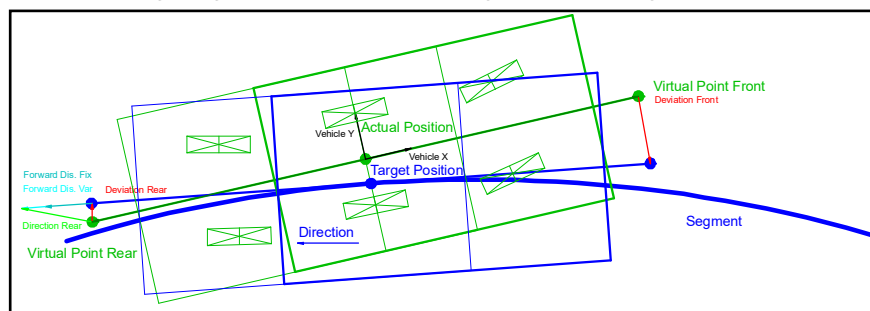 Virtual Point Front
Deviation Front
Actual Position
Vehicle Y
Vehicle X
Target Position
Forward Dis. Fix
Forward Dis. Var
Deviation Rear
Direction Rear
Segment
Direction
Virtual Point Rear